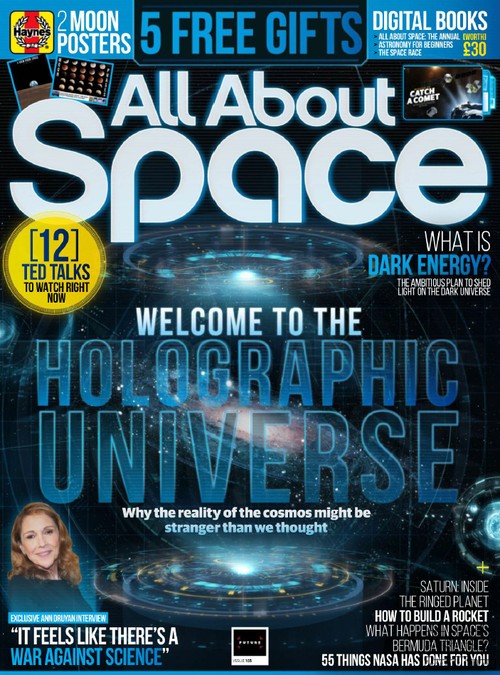 Haynes
2 MOON
POSTERS
5 FREE GIFTS
DIGITAL BOOKS
> ALL ABOUT SPACE: THE ANNUAL
> ASTRONOMY FOR BEGINNERS
> THE SPACE RACE
(WORTH)
£30
CATCH
A COMET
All About
Space
[12]
TED TALKS
TO WATCH RIGHT
NOW
WHAT IS
DARK ENERGY?
THE AMBITIOUS PLAN TO SHED
LIGHT ON THE DARK UNIVERSE
WELCOME TO THE
HOLOGRAPHIC
UNIVERSE
Why the reality of the cosmos might be
stranger than we thought
EXCLUSIVE ANN DRUYAN INTERVIEW
“IT FEELS LIKE THERE’S A
WAR AGAINST SCIENCE”
FUTURE
+
SATURN: INSIDE
THE RINGED PLANET
HOW TO BUILD A ROCKET
WHAT HAPPENS IN SPACE’S
BERMUDA TRIANGLE?
55 THINGS NASA HAS DONE FOR YOU